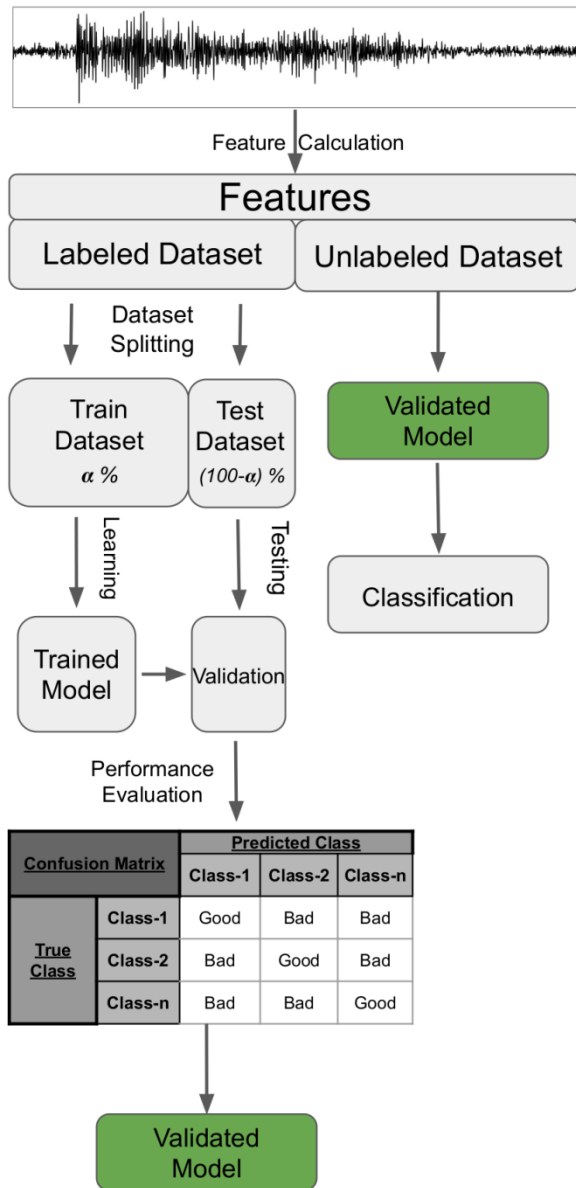 Feature Calculation
Features
Labeled Dataset
Unlabeled Dataset
Dataset
Splitting
Train
Dataset
α %
Test
Dataset
(100-α) %
Validated
Model
Learning
Testing
Classification
Trained
Model
Validation
Performance
Evaluation
Confusion Matrix
Predicted Class
Class-1 Class-2 Class-n
True
Class
Class-1 Good Bad Bad
Class-2 Bad Good Bad
Class-n Bad Bad Good
Validated
Model